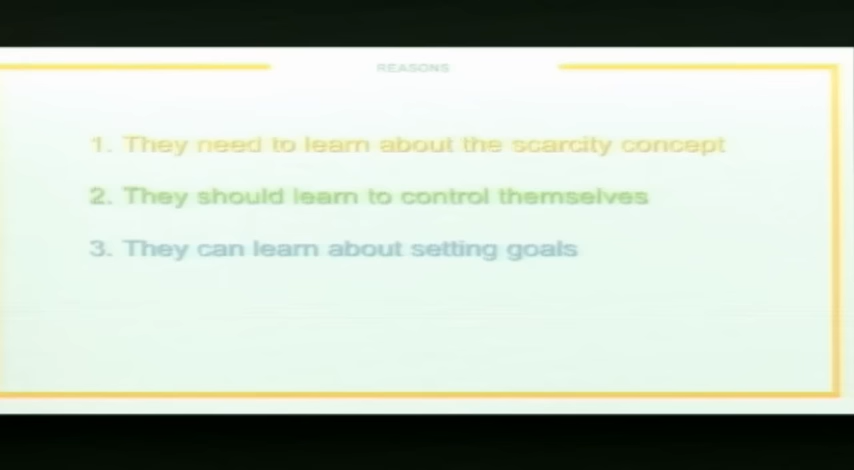 REASONS
1. They need to learn about the scarcity concept
2. They should learn to control themselves
3. They can learn about setting goals